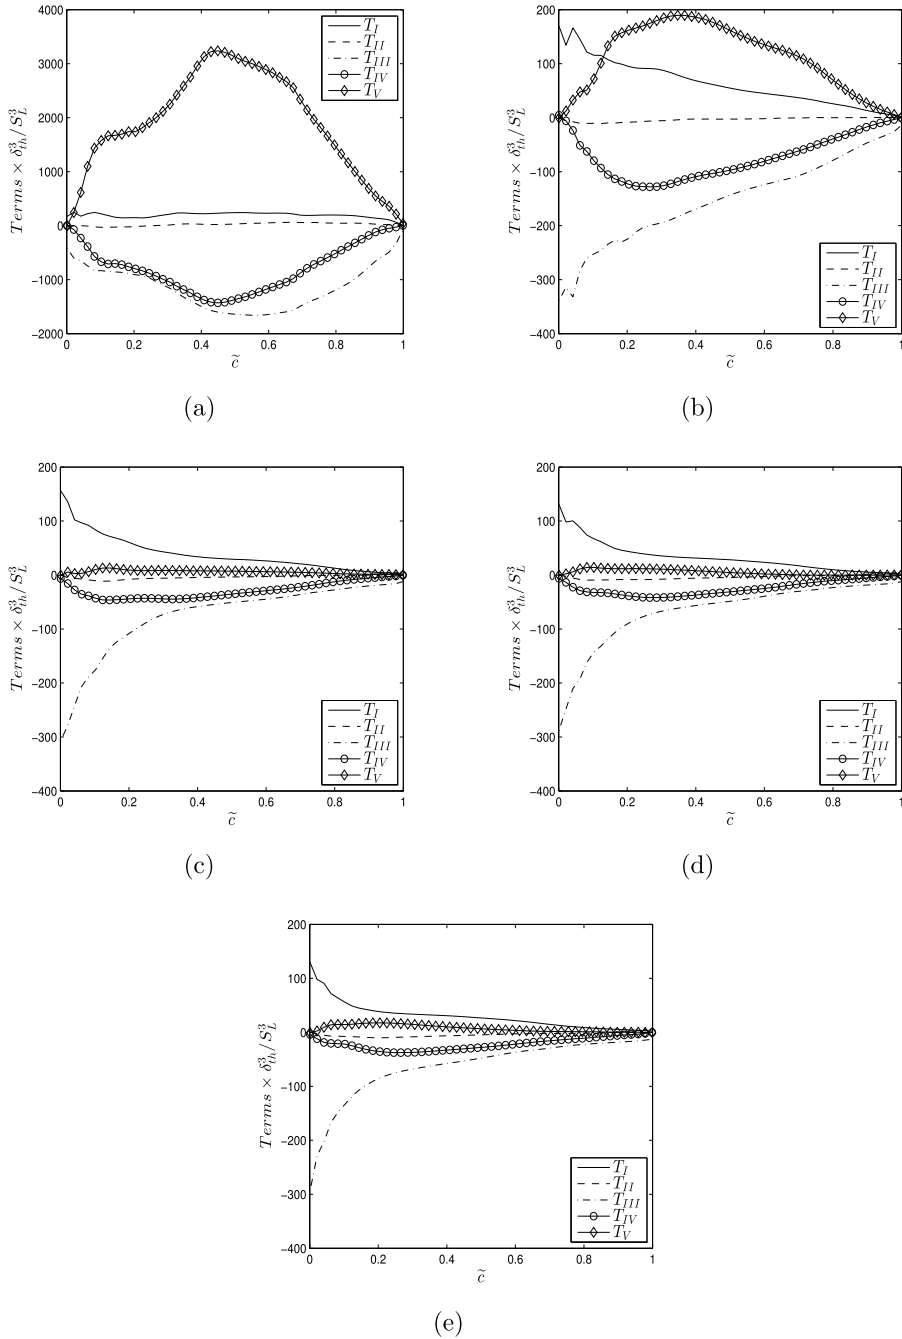 4000
3000
2000
1000
0
−1000
−2000
Terms × δ_th^3/S_L^3
0 0.2 0.4 0.6 0.8 1
c̃
T_I
T_II
T_III
T_IV
T_V
(a)
200
100
0
−100
−200
−300
−400
Terms × δ_th^3/S_L^3
0 0.2 0.4 0.6 0.8 1
c̃
T_I
T_II
T_III
T_IV
T_V
(b)
200
100
0
−100
−200
−300
−400
Terms × δ_th^3/S_L^3
0 0.2 0.4 0.6 0.8 1
c̃
T_I
T_II
T_III
T_IV
T_V
(c)
200
100
0
−100
−200
−300
−400
Terms × δ_th^3/S_L^3
0 0.2 0.4 0.6 0.8 1
c̃
T_I
T_II
T_III
T_IV
T_V
(d)
200
100
0
−100
−200
−300
−400
Terms × δ_th^3/S_L^3
0 0.2 0.4 0.6 0.8 1
c̃
T_I
T_II
T_III
T_IV
T_V
(e)